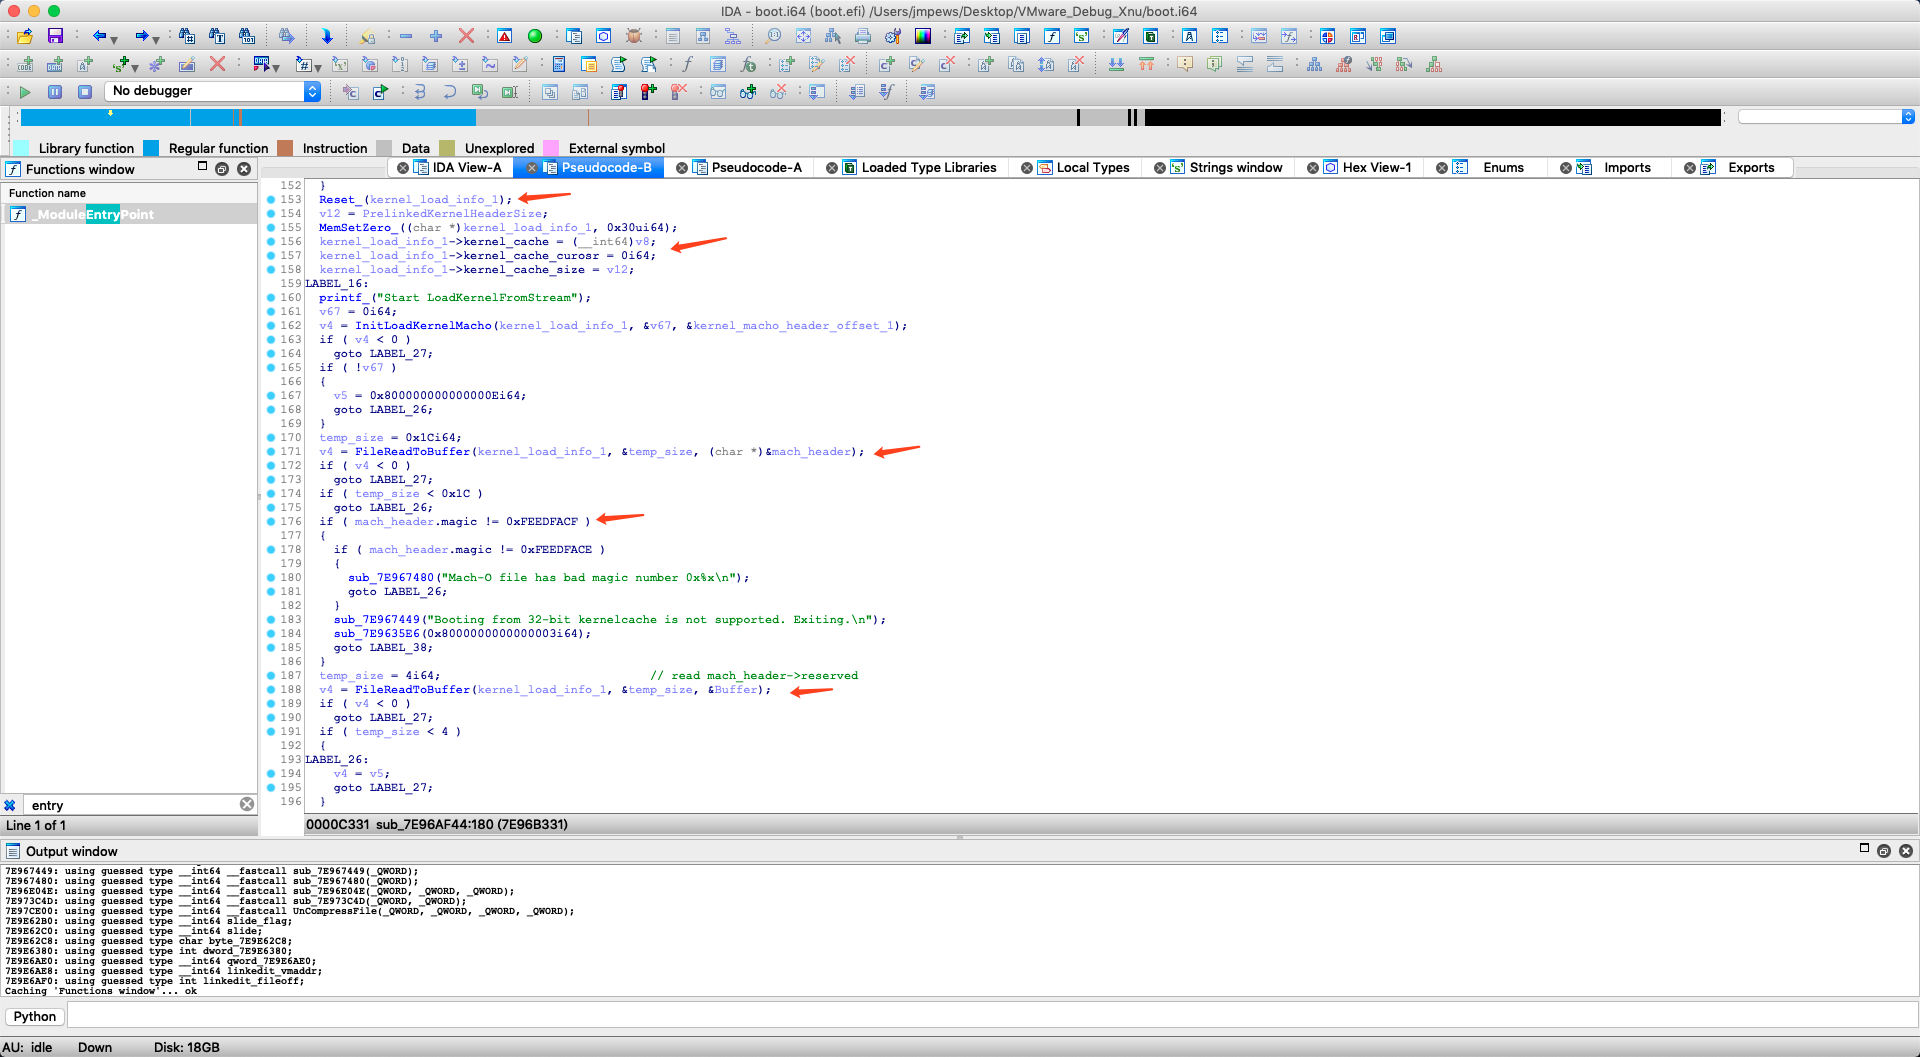 IDA - boot.i64 (boot.efi) /Users/jmpews/Desktop/VMware_Debug_Xnu/boot.i64
No debugger
Library function Regular function Instruction Data Unexplored External symbol
Functions window
IDA View-A Pseudocode-B Pseudocode-A Loaded Type Libraries Local Types Strings window Hex View-1 Enums Imports Exports
Function name
_ModuleEntryPoint
entry
Line 1 of 1
152 }
153 Reset_(kernel_load_info_1);
154 v12 = PrelinkedKernelHeaderSize;
155 MemSetZero_((char *)kernel_load_info_1, 0x30ui64);
156 kernel_load_info_1->kernel_cache = (__int64)v8;
157 kernel_load_info_1->kernel_cache_curosr = 0i64;
158 kernel_load_info_1->kernel_cache_size = v12;
159 LABEL_16:
160 printf_("Start LoadKernelFromStream");
161 v67 = 0i64;
162 v4 = InitLoadKernelMacho(kernel_load_info_1, &v67, &kernel_macho_header_offset_1);
163 if ( v4 < 0 )
164 goto LABEL_27;
165 if ( !v67 )
166 {
167 v5 = 0x800000000000000Ei64;
168 goto LABEL_26;
169 }
170 temp_size = 0x1Ci64;
171 v4 = FileReadToBuffer(kernel_load_info_1, &temp_size, (char *)&mach_header);
172 if ( v4 < 0 )
173 goto LABEL_27;
174 if ( temp_size < 0x1C )
175 goto LABEL_26;
176 if ( mach_header.magic != 0xFEEDFACF )
177 {
178 if ( mach_header.magic != 0xFEEDFACE )
179 {
180 sub_7E967480("Mach-O file has bad magic number 0x%x\n");
181 goto LABEL_26;
182 }
183 sub_7E967449("Booting from 32-bit kernelcache is not supported. Exiting.\n");
184 sub_7E9635E6(0x8000000000000003i64);
185 goto LABEL_38;
186 }
187 temp_size = 4i64; // read mach_header->reserved
188 v4 = FileReadToBuffer(kernel_load_info_1, &temp_size, &Buffer);
189 if ( v4 < 0 )
190 goto LABEL_27;
191 if ( temp_size < 4 )
192 {
193 LABEL_26:
194 v4 = v5;
195 goto LABEL_27;
196 }
0000C331 sub_7E96AF44:180 (7E96B331)
Output window
7E967449: using guessed type __int64 __fastcall sub_7E967449(_QWORD);
7E967480: using guessed type __int64 __fastcall sub_7E967480(_QWORD);
7E96E04E: using guessed type __int64 __fastcall sub_7E96E04E(_QWORD, _QWORD, _QWORD);
7E973C4D: using guessed type __int64 __fastcall sub_7E973C4D(_QWORD, _QWORD);
7E97CE00: using guessed type __int64 __fastcall UnCompressFile(_QWORD, _QWORD, _QWORD, _QWORD);
7E9E62B0: using guessed type __int64 slide_flag;
7E9E62C0: using guessed type __int64 slide;
7E9E62C8: using guessed type char byte_7E9E62C8;
7E9E6380: using guessed type int dword_7E9E6380;
7E9E6AE0: using guessed type __int64 qword_7E9E6AE0;
7E9E6AE8: using guessed type __int64 linkedit_vmaddr;
7E9E6AF0: using guessed type int linkedit_fileoff;
Caching 'Functions window'... ok
Python
AU: idle Down Disk: 18GB